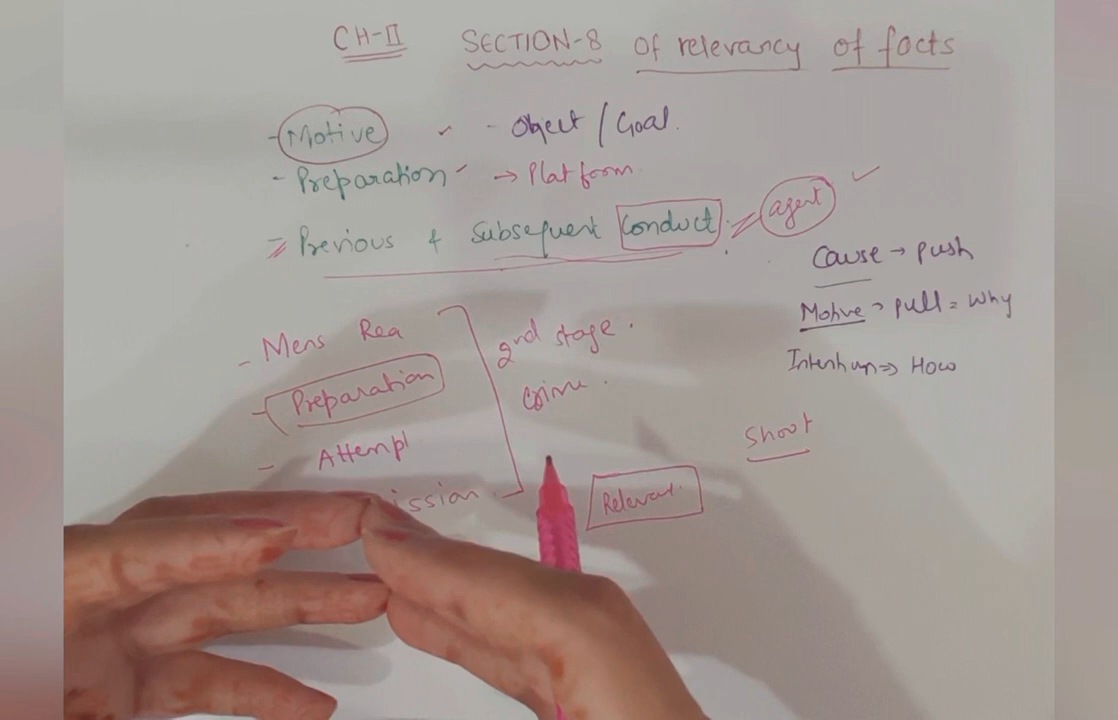 CH-II SECTION-8 of relevancy of facts
- Motive ✓ - Object / Goal.
- Preparation ✓ → Platform
Previous & Subsequent Conduct. agent ✓
Cause → push
Motive → pull = Why
Intention => How
- Mens Rea
- Preparation
- Attempt
ission
2nd stage.
Crime.
Shoot
Relevant.